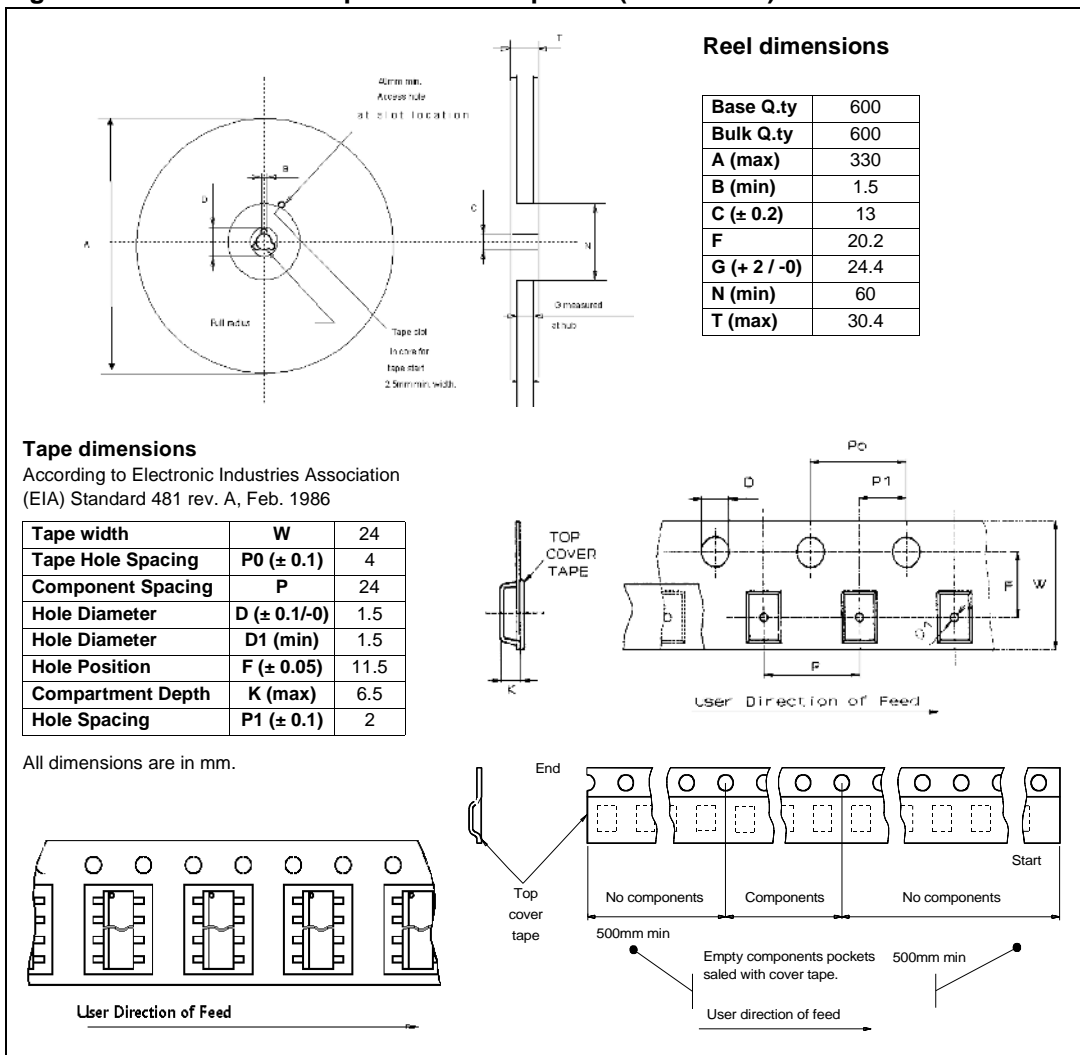 T
Reel dimensions
40mm min.
Access hole
at slot location
B
D
C
A
N
G measured
at hub
Full radius
Tape slot
in core for
tape start
2.5mm min. width.
Base Q.ty 600
Bulk Q.ty 600
A (max) 330
B (min) 1.5
C (± 0.2) 13
F 20.2
G (+ 2 / -0) 24.4
N (min) 60
T (max) 30.4
Tape dimensions
According to Electronic Industries Association
(EIA) Standard 481 rev. A, Feb. 1986
Tape width W 24
Tape Hole Spacing P0 (± 0.1) 4
Component Spacing P 24
Hole Diameter D (± 0.1/-0) 1.5
Hole Diameter D1 (min) 1.5
Hole Position F (± 0.05) 11.5
Compartment Depth K (max) 6.5
Hole Spacing P1 (± 0.1) 2
All dimensions are in mm.
Po
D
P1
TOP
COVER
TAPE
F
W
K
P
User Direction of Feed
End
Start
Top
cover
tape
No components
Components
No components
500mm min
Empty components pockets
saled with cover tape.
500mm min
User direction of feed
User Direction of Feed